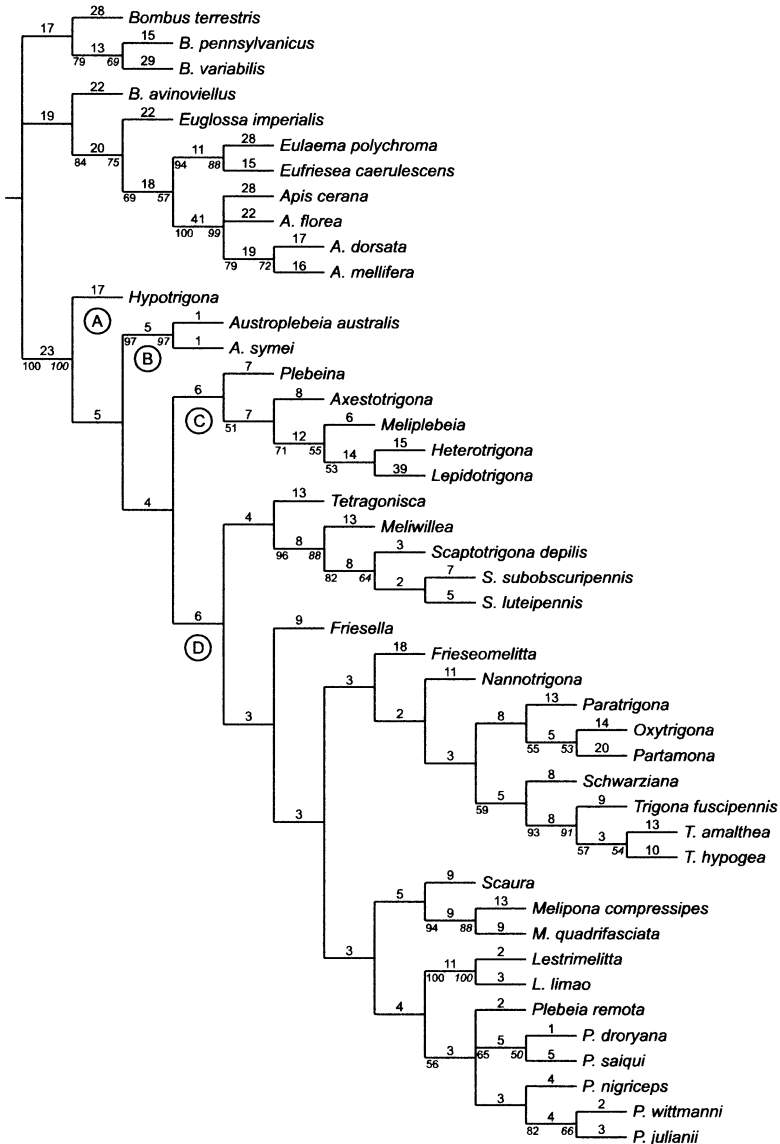 28 Bombus terrestris
17
15 B. pennsylvanicus
79 13 69
29 B. variabilis
22 B. avinoviellus
19
22 Euglossa imperialis
84 20 75
28 Eulaema polychroma
94 11 88
15 Eufriesea caerulescens
69 18 57
28 Apis cerana
100 41 99
22 A. florea
17 A. dorsata
79 19 72
16 A. mellifera
17 Hypotrigona
A
1 Austroplebeia australis
97 5 97
B
1 A. symei
100 23 100
7 Plebeina
6
C
8 Axestotrigona
5
51 7
6 Meliplebeia
71 12 55
15 Heterotrigona
53 14
39 Lepidotrigona
4
13 Tetragonisca
4
13 Meliwillea
96 8 88
3 Scaptotrigona depilis
82 8 64
7 S. subobscuripennis
2
5 S. luteipennis
6
D
9 Friesella
18 Frieseomelitta
3
11 Nannotrigona
13 Paratrigona
2
3
8
14 Oxytrigona
55 5 53
20 Partamona
3
8 Schwarziana
59 5
9 Trigona fuscipennis
93 8 91
13 T. amalthea
57 3 54
10 T. hypogea
3
9 Scaura
5
13 Melipona compressipes
94 9 88
9 M. quadrifasciata
3
2 Lestrimelitta
100 11 100
3 L. limao
4
2 Plebeia remota
1 P. droryana
65 5 50
56 3
5 P. saiqui
4 P. nigriceps
3
2 P. wittmanni
82 4 66
3 P. julianii